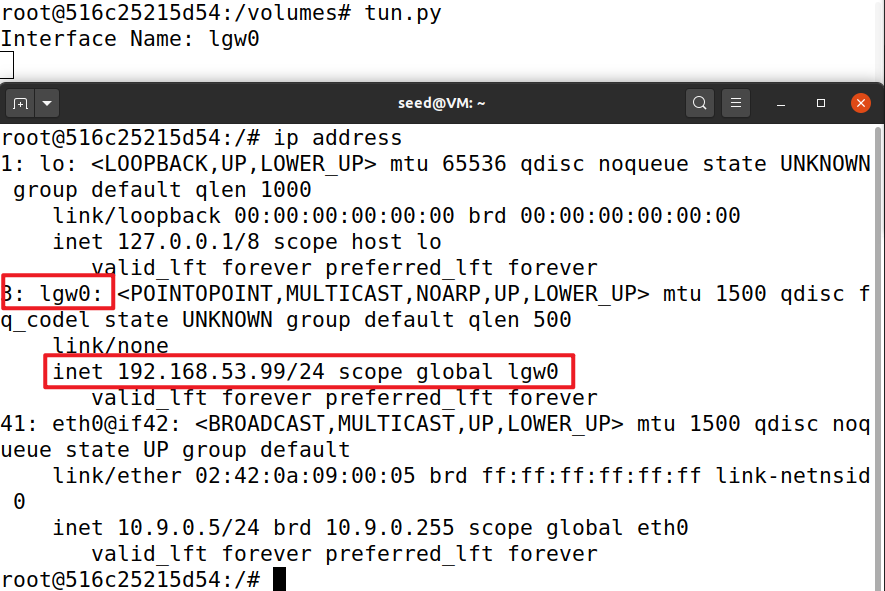 root@516c25215d54:/volumes# tun.py
Interface Name: lgw0
seed@VM: ~
root@516c25215d54:/# ip address
1: lo: <LOOPBACK,UP,LOWER_UP> mtu 65536 qdisc noqueue state UNKNOWN
 group default qlen 1000
    link/loopback 00:00:00:00:00:00 brd 00:00:00:00:00:00
    inet 127.0.0.1/8 scope host lo
       valid_lft forever preferred_lft forever
3: lgw0: <POINTOPOINT,MULTICAST,NOARP,UP,LOWER_UP> mtu 1500 qdisc f
q_codel state UNKNOWN group default qlen 500
    link/none
    inet 192.168.53.99/24 scope global lgw0
       valid_lft forever preferred_lft forever
41: eth0@if42: <BROADCAST,MULTICAST,UP,LOWER_UP> mtu 1500 qdisc noq
ueue state UP group default
    link/ether 02:42:0a:09:00:05 brd ff:ff:ff:ff:ff:ff link-netnsid
 0
    inet 10.9.0.5/24 brd 10.9.0.255 scope global eth0
       valid_lft forever preferred_lft forever
root@516c25215d54:/#